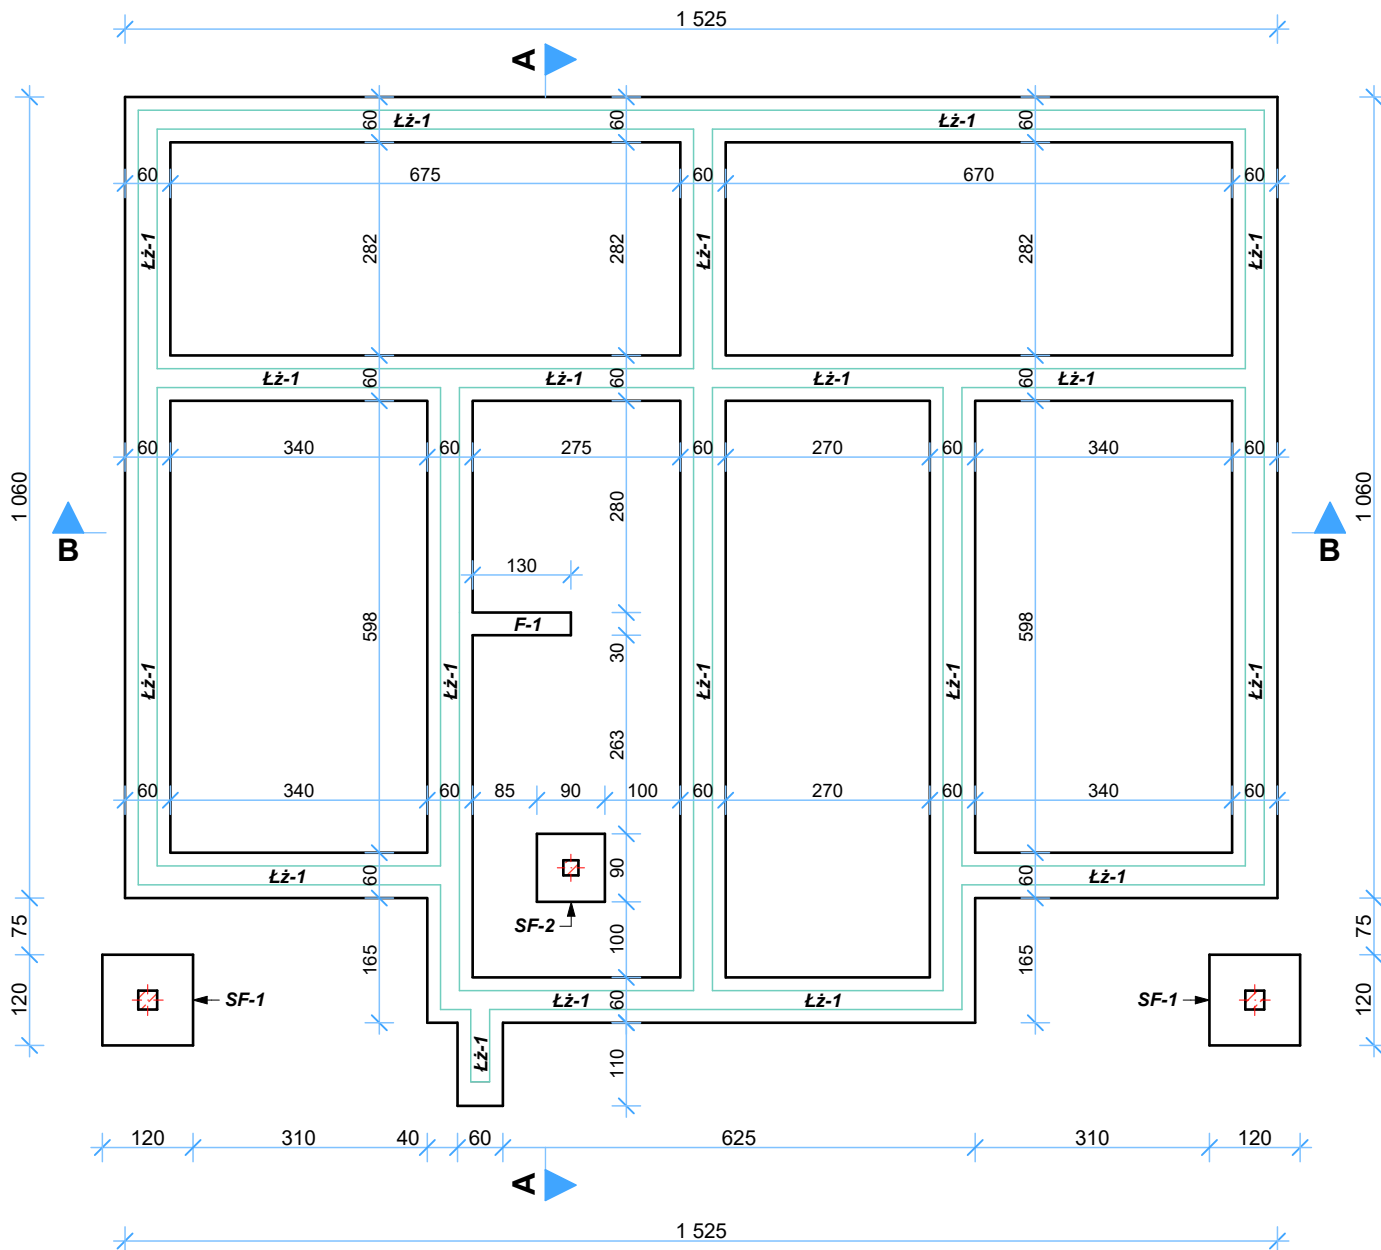 1 525
A
60 60 60
Łż-1 Łż-1
60 675 60 670 60
Łż-1 282 282 Łż-1 282 Łż-1
Łż-1 60 Łż-1 60 Łż-1 60 Łż-1
60 340 60 275 60 270 60 340 60
1 060 280 1 060
B B
130
598 F-1 30 598
Łż-1 Łż-1 Łż-1 Łż-1 Łż-1
263
60 340 60 85 90 100 60 270 60 340 60
Łż-1 60 90 60 Łż-1
75 SF-2 75
165 100 165
120 SF-1 Łż-1 60 Łż-1 SF-1 120
Łż-1 110
120 310 40 60 625 310 120
A
1 525